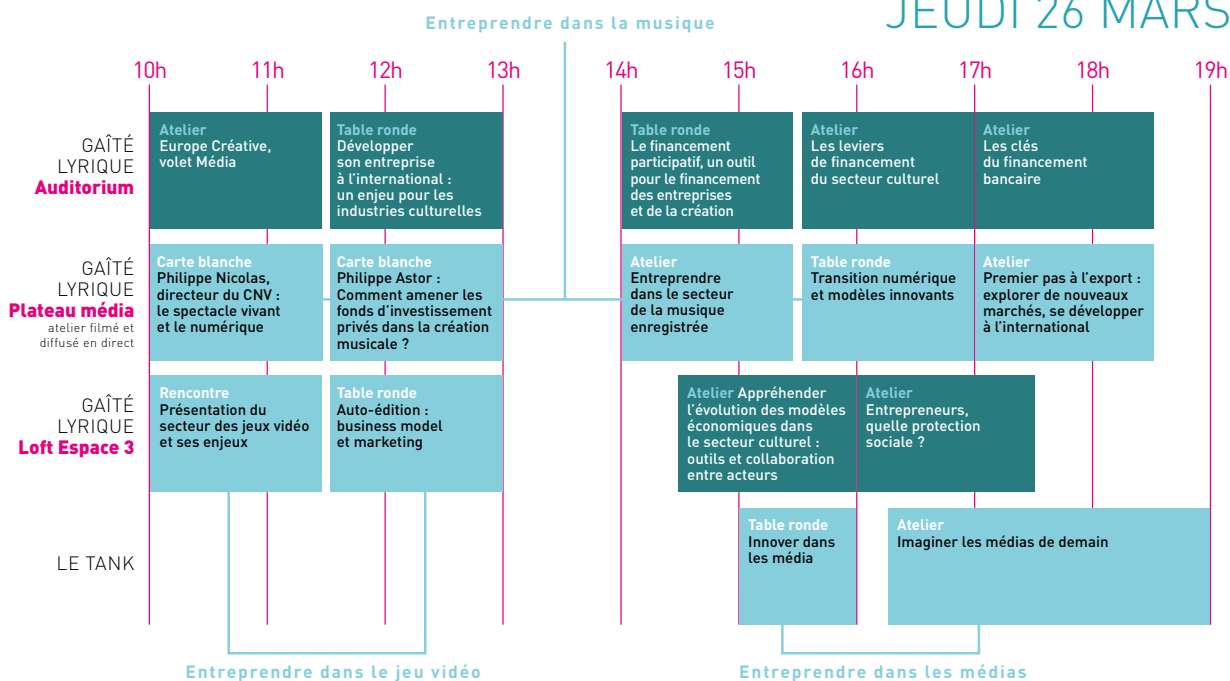 Entreprendre dans la musique
JEUDI 26 MARS
10h 11h 12h 13h 14h 15h 16h 17h 18h 19h
GAÎTÉ
LYRIQUE
Auditorium
Atelier
Europe Créative,
volet Média
Table ronde
Développer
son entreprise
à l'international :
un enjeu pour les
industries culturelles
Table ronde
Le financement
participatif, un outil
pour le financement
des entreprises
et de la création
Atelier
Les leviers
de financement
du secteur culturel
Atelier
Les clés
du financement
bancaire
GAÎTÉ
LYRIQUE
Plateau média
atelier filmé et
diffusé en direct
Carte blanche
Philippe Nicolas,
directeur du CNV :
le spectacle vivant
et le numérique
Carte blanche
Philippe Astor :
Comment amener les
fonds d'investissement
privés dans la création
musicale ?
Atelier
Entreprendre
dans le secteur
de la musique
enregistrée
Table ronde
Transition numérique
et modèles innovants
Atelier
Premier pas à l'export :
explorer de nouveaux
marchés, se développer
à l'international
GAÎTÉ
LYRIQUE
Loft Espace 3
Rencontre
Présentation du
secteur des jeux vidéo
et ses enjeux
Table ronde
Auto-édition :
business model
et marketing
Atelier Appréhender
l'évolution des modèles
économiques dans
le secteur culturel :
outils et collaboration
entre acteurs
Atelier
Entrepreneurs,
quelle protection
sociale ?
LE TANK
Table ronde
Innover dans
les média
Atelier
Imaginer les médias de demain
Entreprendre dans le jeu vidéo
Entreprendre dans les médias